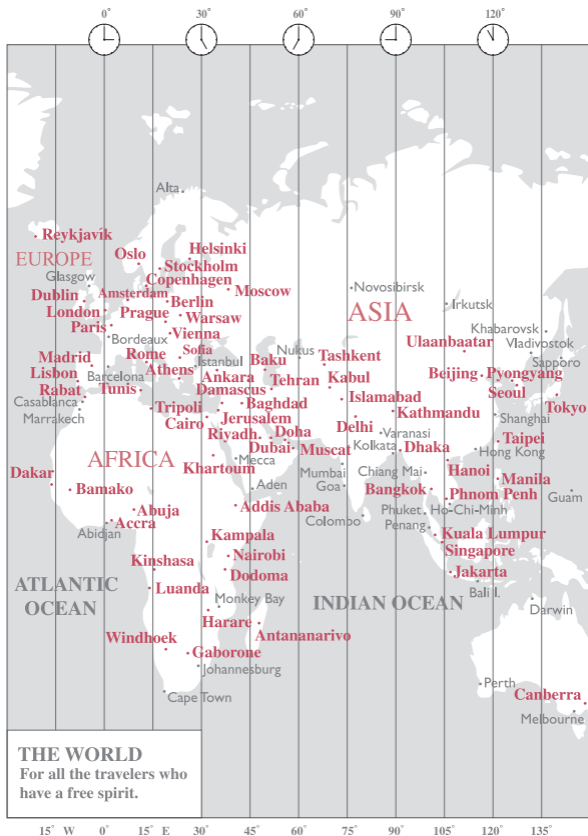 0°
30°
60°
90°
120°
Alta
Reykjavík
EUROPE
Oslo
Helsinki
Stockholm
Glasgow
Copenhagen
Dublin
Amsterdam
Moscow
Novosibirsk
Berlin
London
Prague
Warsaw
ASIA
Irkutsk
Paris
Vienna
Khabarovsk
Bordeaux
Sofia
Ulaanbaatar
Vladivostok
Madrid
Rome
Istanbul
Nukus
Tashkent
Sapporo
Lisbon
Barcelona
Athens
Ankara
Baku
Tehran
Kabul
Beijing
Pyongyang
Rabat
Tunis
Damascus
Seoul
Casablanca
Tripoli
Baghdad
Islamabad
Tokyo
Marrakech
Cairo
Jerusalem
Kathmandu
Shanghai
Riyadh
Doha
Delhi
Varanasi
Taipei
AFRICA
Dubai
Muscat
Kolkata
Dhaka
Hong Kong
Mecca
Khartoum
Mumbai
Chiang Mai
Hanoi
Dakar
Aden
Goa
Manila
Bamako
Bangkok
Guam
Phnom Penh
Abuja
Addis Ababa
Phuket
Ho-Chi-Minh
Accra
Colombo
Abidjan
Penang
Kampala
Kuala Lumpur
Nairobi
Singapore
Kinshasa
Dodoma
Jakarta
ATLANTIC
OCEAN
Luanda
Monkey Bay
INDIAN OCEAN
Bali I.
Harare
Darwin
Windhoek
Antananarivo
Gaborone
Johannesburg
Perth
Cape Town
Canberra
Melbourne
THE WORLD
For all the travelers who
have a free spirit.
15° W 0° 15° E 30° 45° 60° 75° 90° 105° 120° 135°